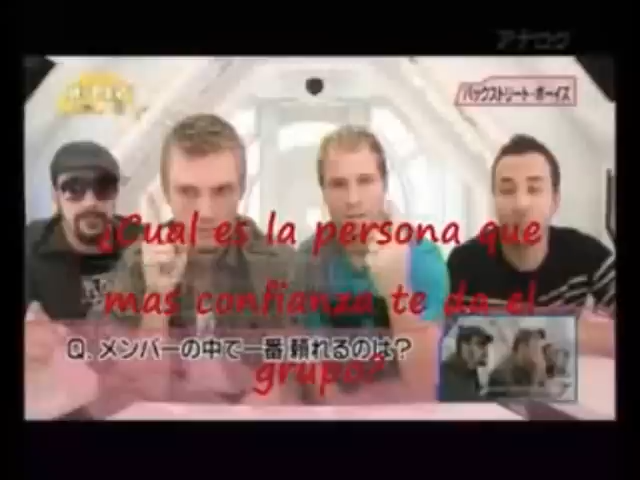 アナログ
バックストリート・ボーイズ
¿Cual es la persona que
mas confianza te da el
grupo?
Q. メンバーの中で一番頼れるのは?